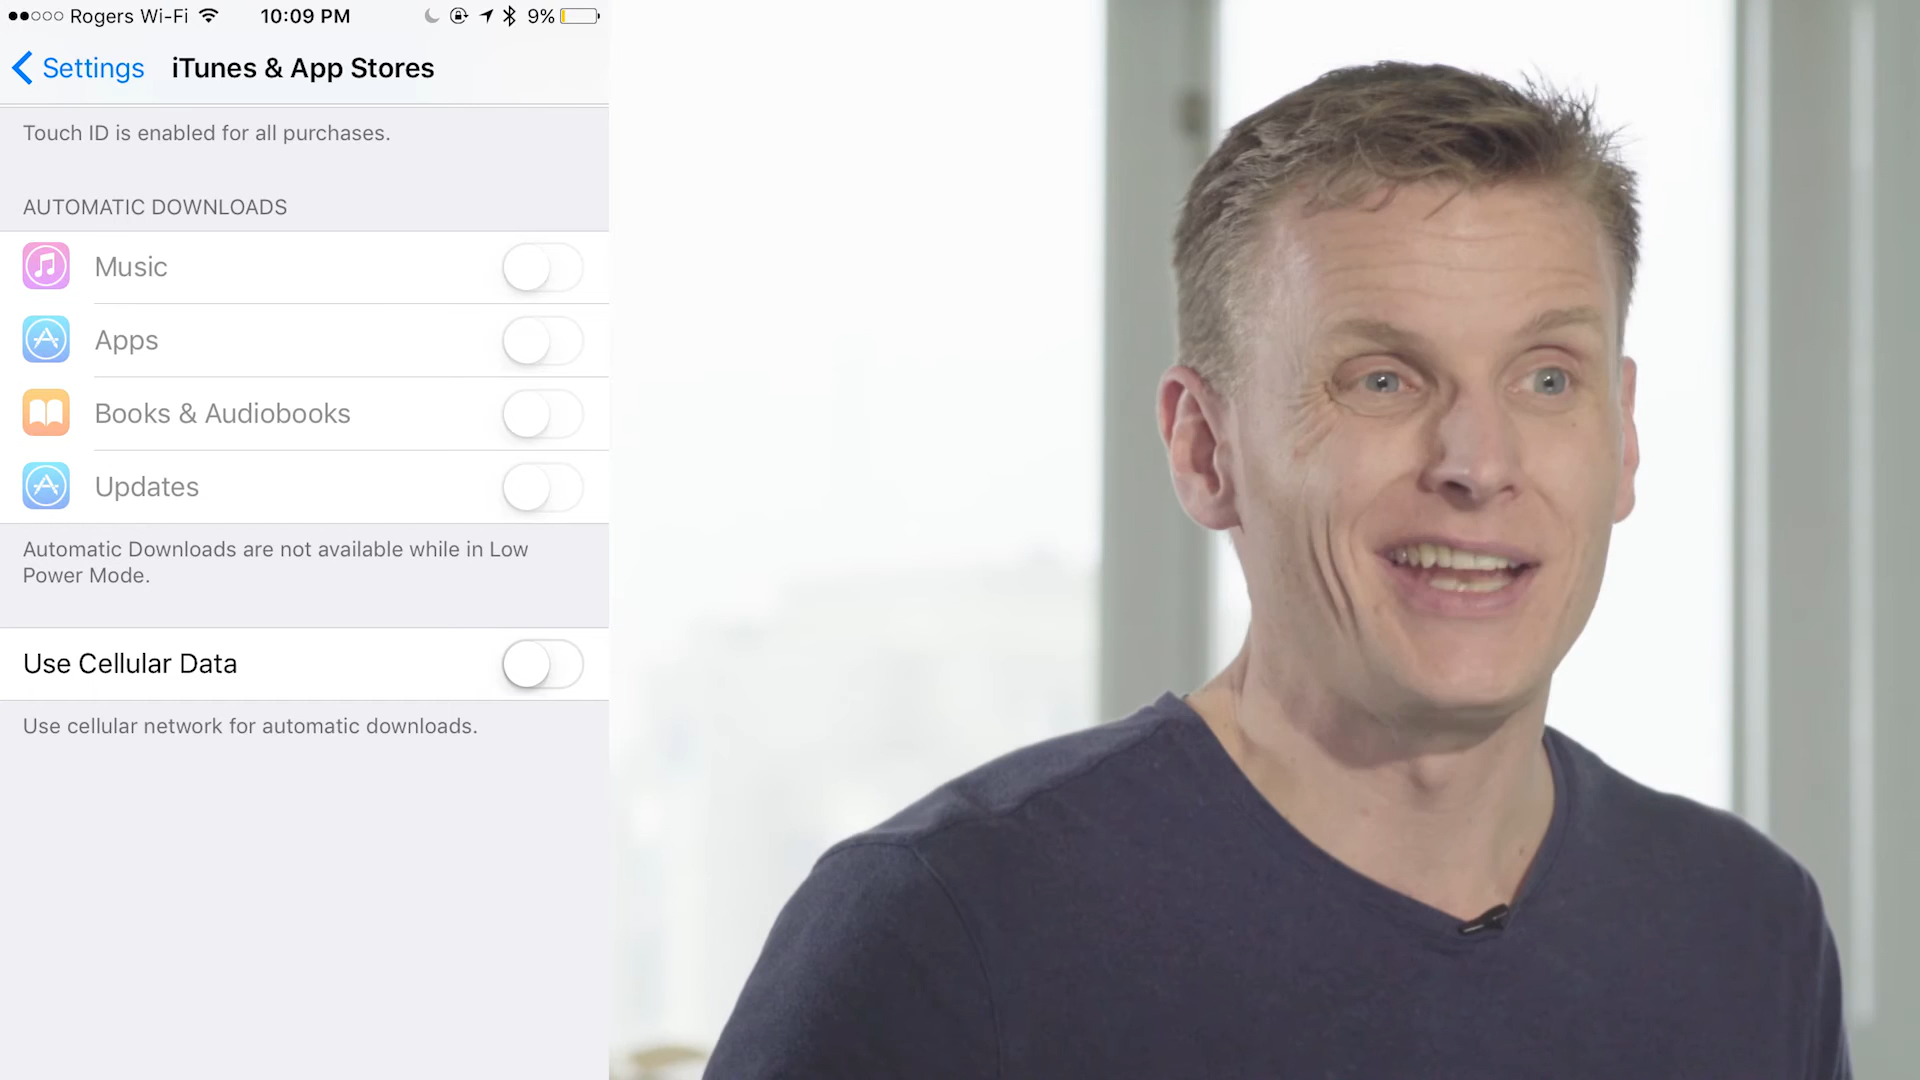 Rogers Wi-Fi 10:09 PM 9%
Settings iTunes & App Stores
Touch ID is enabled for all purchases.
AUTOMATIC DOWNLOADS
Music
Apps
Books & Audiobooks
Updates
Automatic Downloads are not available while in Low
Power Mode.
Use Cellular Data
Use cellular network for automatic downloads.